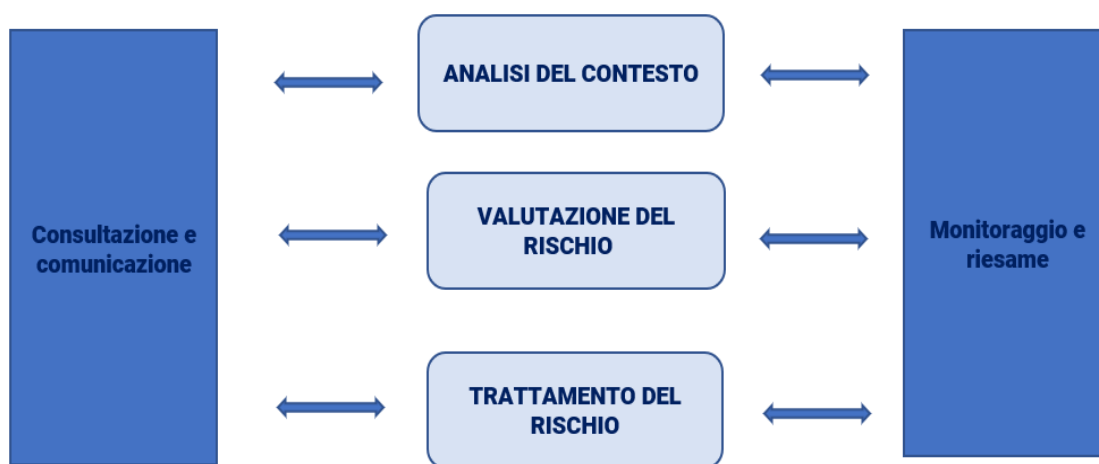 ANALISI DEL CONTESTO
VALUTAZIONE DEL
RISCHIO
Consultazione e
comunicazione
Monitoraggio e
riesame
TRATTAMENTO DEL
RISCHIO